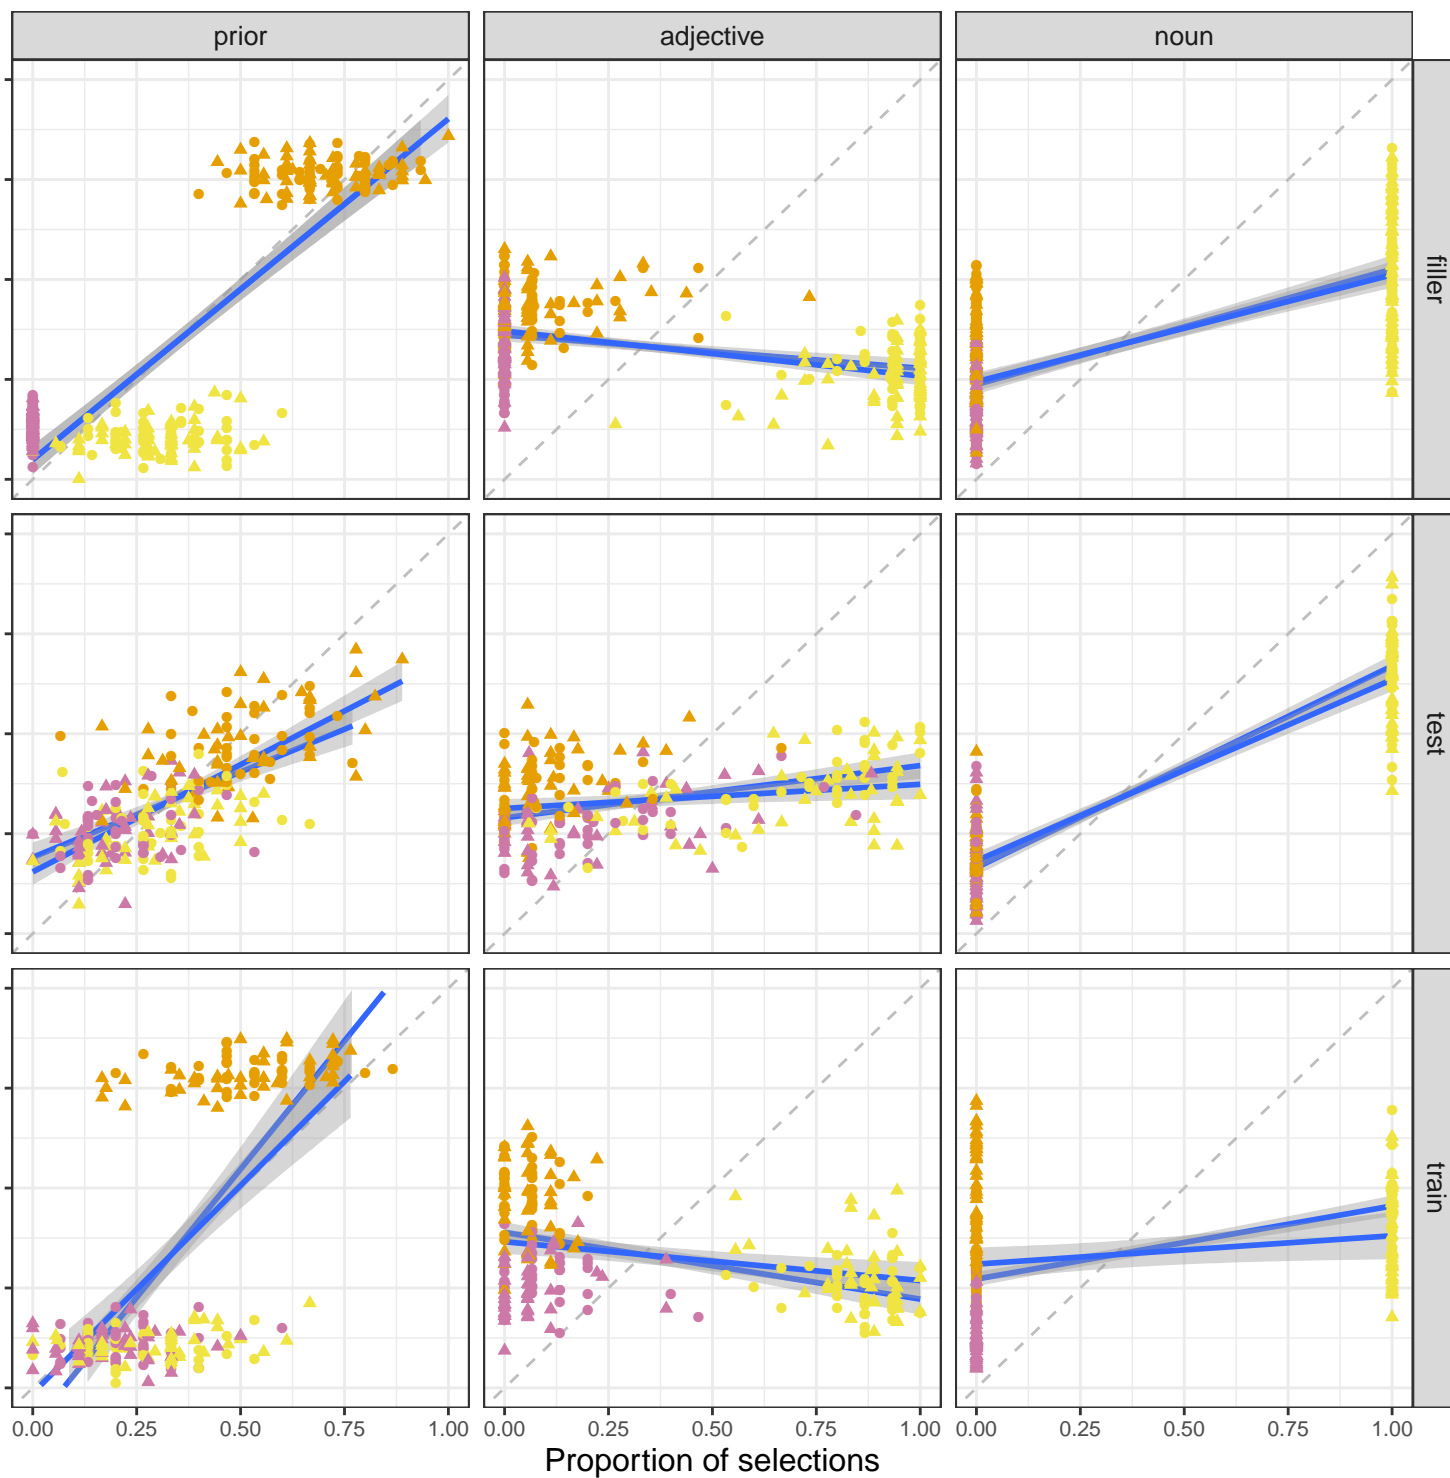 prior adjective noun
filler
test
train
0.00 0.25 0.50 0.75 1.00 0.00 0.25 0.50 0.75 1.00 0.00 0.25 0.50 0.75 1.00
Proportion of selections